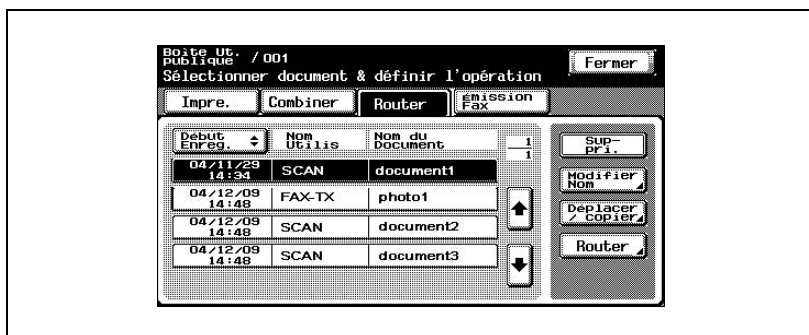 Boîte Ut.
Publique / 001
Fermer
Sélectionner document & définir l'opération
Impre.
Combiner
Router
Émission
Fax
Début
Enreg.
Nom
Utilis
Nom du
Document
1
1
04/11/29
14:34
SCAN
document1
04/12/09
14:48
FAX-TX
photo1
04/12/09
14:48
SCAN
document2
04/12/09
14:48
SCAN
document3
Sup-
pri.
Modifier
Nom
Déplacer
/ copier
Router